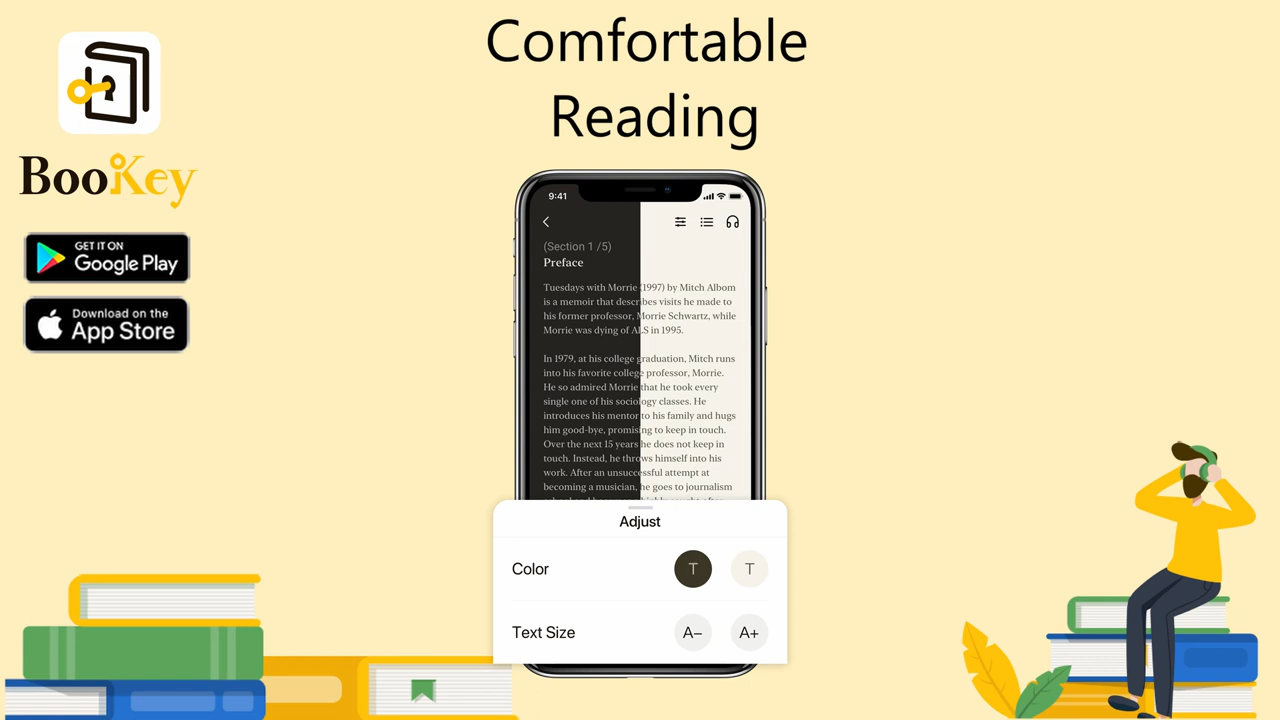 Comfortable
Reading
BooKey
GET IT ON
Google Play
Download on the
App Store
9:41
(Section 1 /5)
Preface
Tuesdays with Morrie (1997) by Mitch Albom
is a memoir that describes visits he made to
his former professor, Morrie Schwartz, while
Morrie was dying of ALS in 1995.
In 1979, at his college graduation, Mitch runs
into his favorite college professor, Morrie.
He so admired Morrie that he took every
single one of his sociology classes. He
introduces his mentor to his family and hugs
him good-bye, promising to keep in touch.
Over the next 15 years he does not keep in
touch. Instead, he throws himself into his
work. After an unsuccessful attempt at
becoming a musician, he goes to journalism
Adjust
Color
T T
Text Size
A− A+